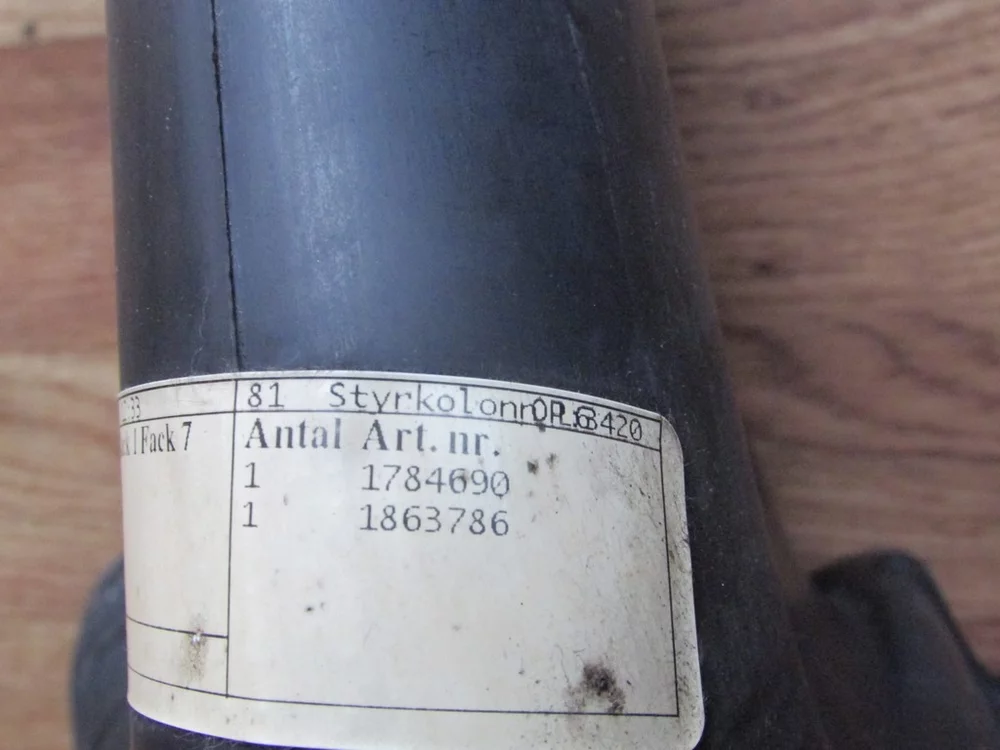 81 Styrkolonn
Fack 7
Antal Art. nr.
1 1784690
1 1863786